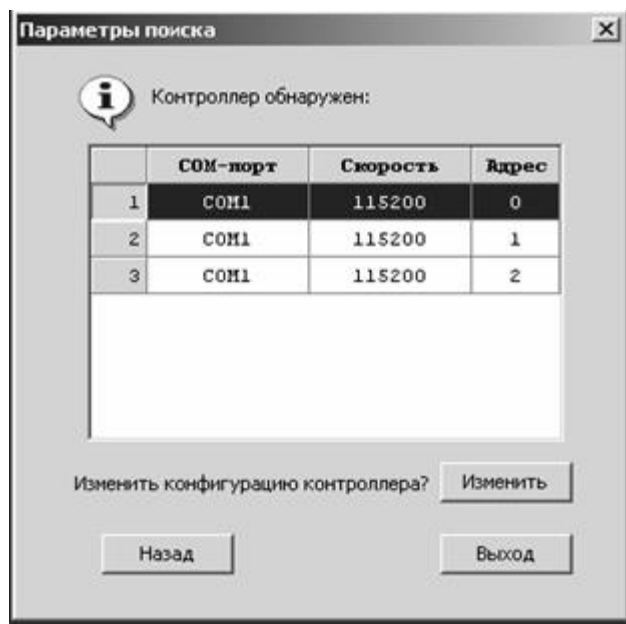 Параметры поиска
Контроллер обнаружен:
COM-порт Скорость Адрес
1 COM1 115200 0
2 COM1 115200 1
3 COM1 115200 2
Изменить конфигурацию контроллера? Изменить
Назад Выход